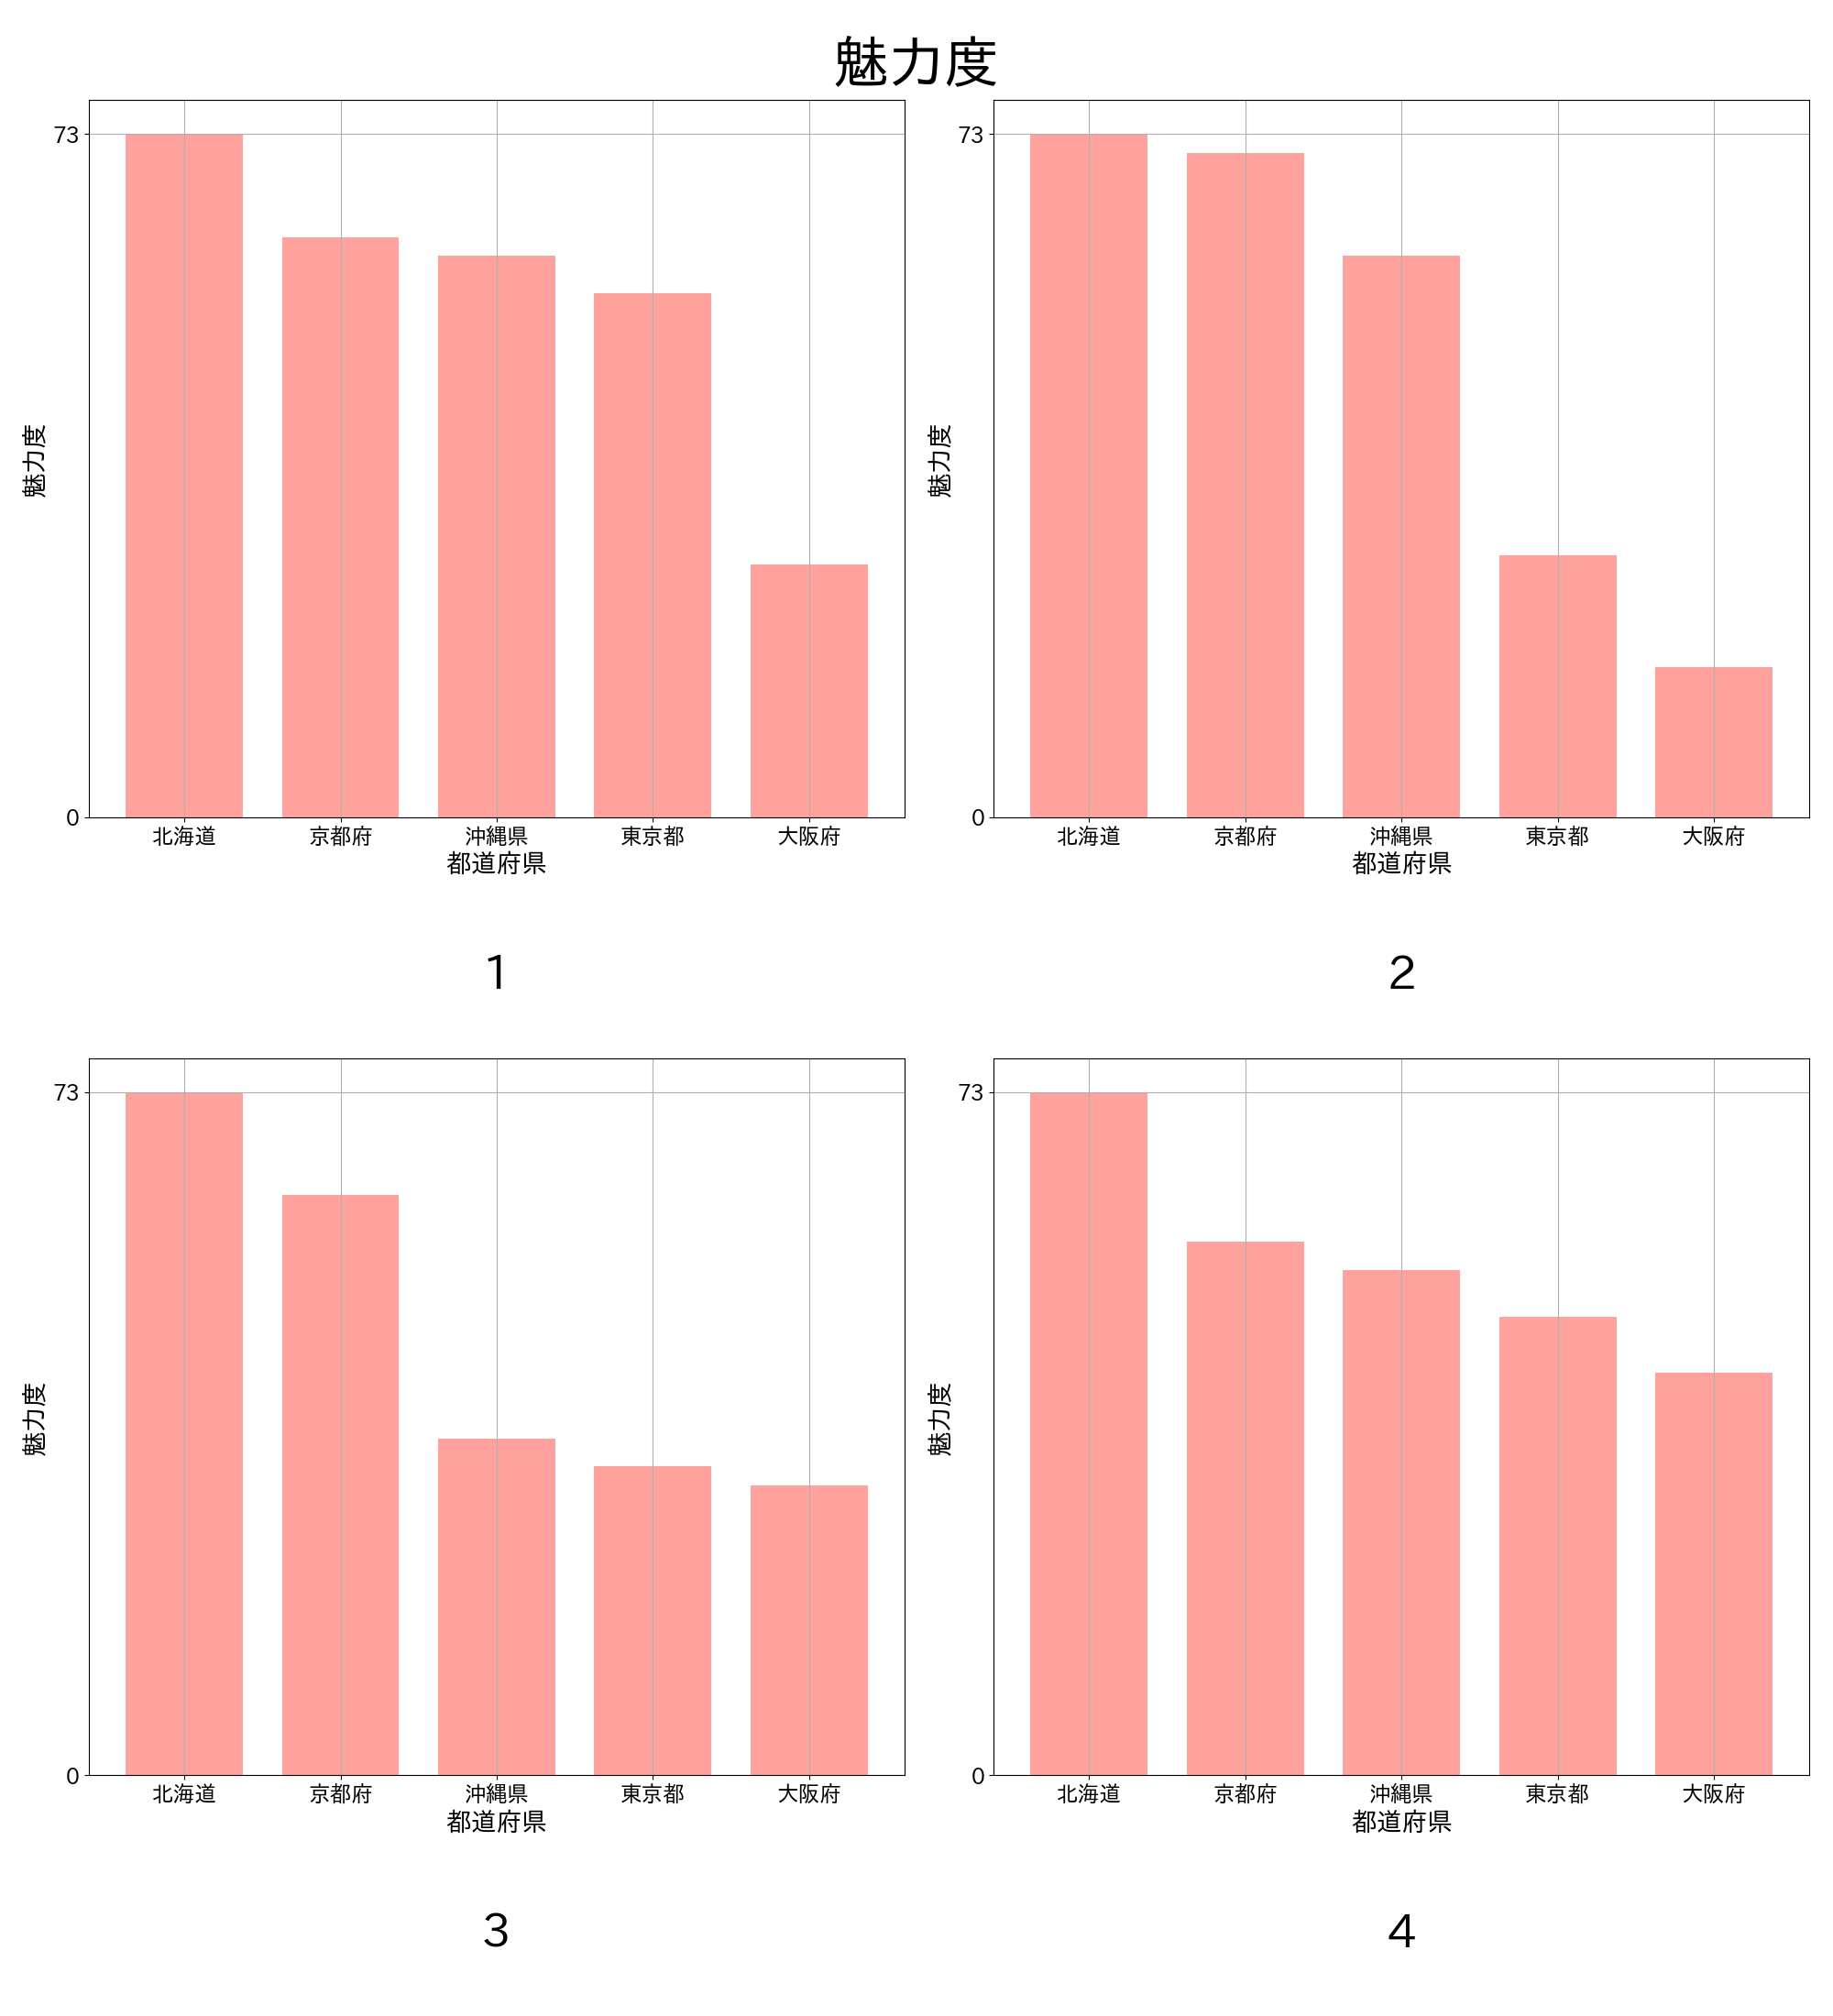 魅力度
73
0
魅力度
北海道 京都府 沖縄県 東京都 大阪府
都道府県
1
73
0
魅力度
北海道 京都府 沖縄県 東京都 大阪府
都道府県
2
73
0
魅力度
北海道 京都府 沖縄県 東京都 大阪府
都道府県
3
73
0
魅力度
北海道 京都府 沖縄県 東京都 大阪府
都道府県
4